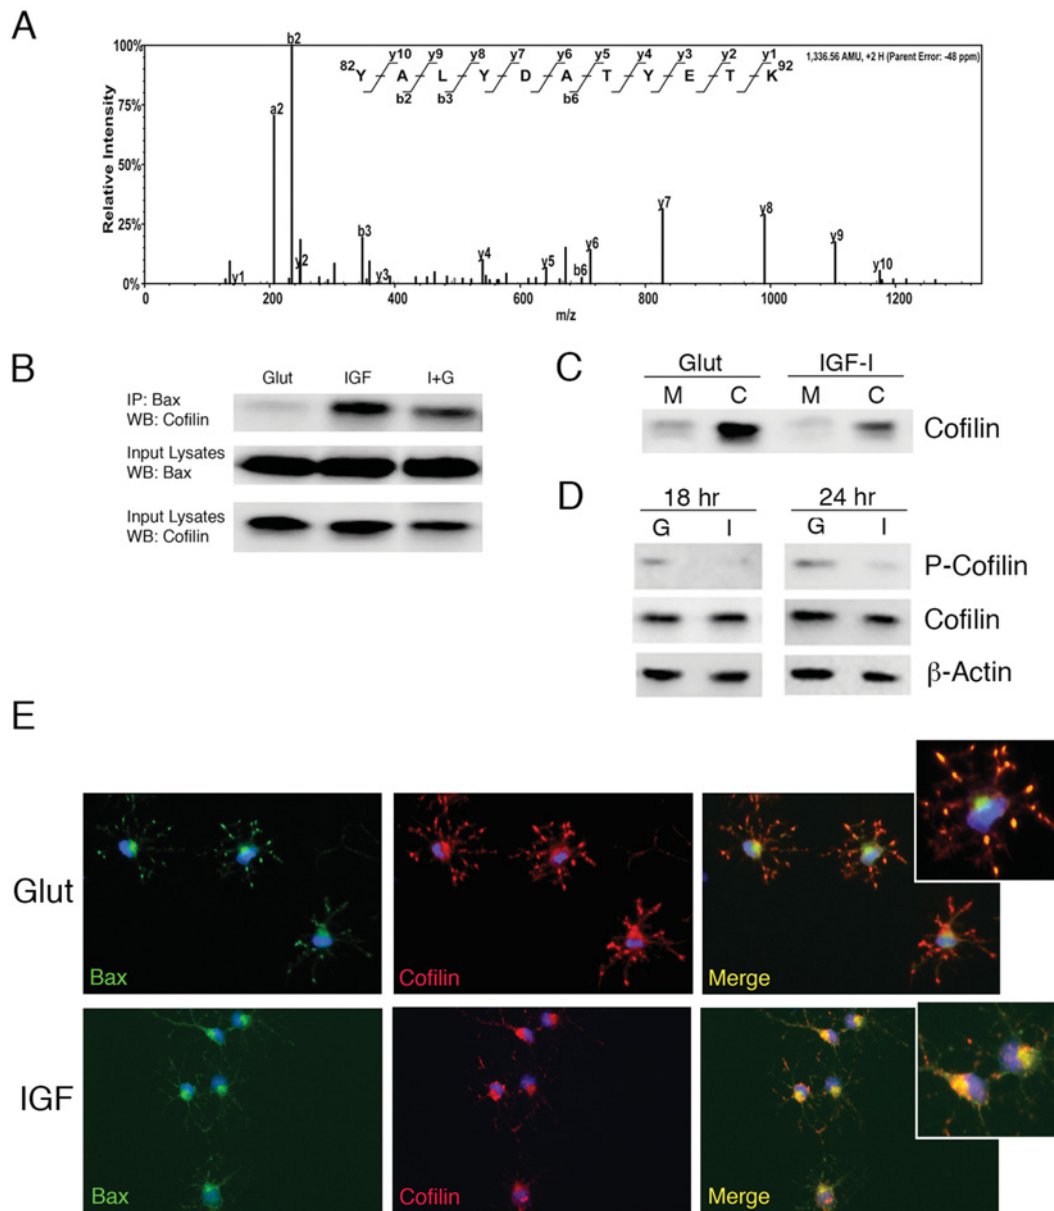 A
100%
75%
50%
25%
0%
Relative Intensity
0 200 400 600 800 1000 1200
m/z
1,336.56 AMU, +2 H (Parent Error: -48 ppm)
y10 y9 y8 y7 y6 y5 y4 y3 y2 y1
82 Y A L Y D A T Y E T K 92
b2 b3 b6
b2
a2
b3
y1
y2
y3
y4
y5
b6
y6
y7
y8
y9
y10
B
Glut IGF I+G
IP: Bax
WB: Cofilin
Input Lysates
WB: Bax
Input Lysates
WB: Cofilin
C
Glut IGF-I
M C M C
Cofilin
D
18 hr 24 hr
G I G I
P-Cofilin
Cofilin
β-Actin
E
Glut
Bax Cofilin Merge
IGF
Bax Cofilin Merge